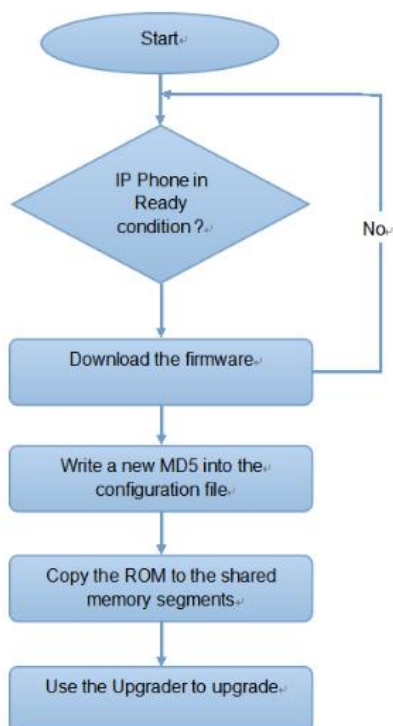 Start
IP Phone in
Ready
condition?
No
Download the firmware
Write a new MD5 into the
configuration file
Copy the ROM to the shared
memory segments
Use the Upgrader to upgrade